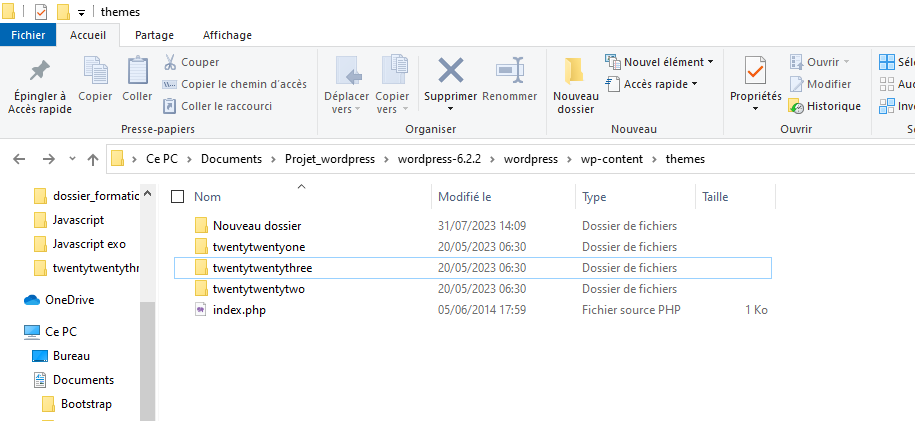 themes
Fichier Accueil Partage Affichage
Épingler à Accès rapide
Copier
Coller
Couper
Copier le chemin d'accès
Coller le raccourci
Presse-papiers
Déplacer vers
Copier vers
Supprimer
Renommer
Organiser
Nouveau dossier
Nouvel élément
Accès rapide
Nouveau
Propriétés
Ouvrir
Modifier
Historique
Ouvrir
Ce PC > Documents > Projet_wordpress > wordpress-6.2.2 > wordpress > wp-content > themes
dossier_formatic
Javascript
Javascript exo
twentytwentythr
OneDrive
Ce PC
Bureau
Documents
Bootstrap
Nom Modifié le Type Taille
Nouveau dossier 31/07/2023 14:09 Dossier de fichiers
twentytwentyone 20/05/2023 06:30 Dossier de fichiers
twentytwentythree 20/05/2023 06:30 Dossier de fichiers
twentytwentytwo 20/05/2023 06:30 Dossier de fichiers
index.php 05/06/2014 17:59 Fichier source PHP 1 Ko